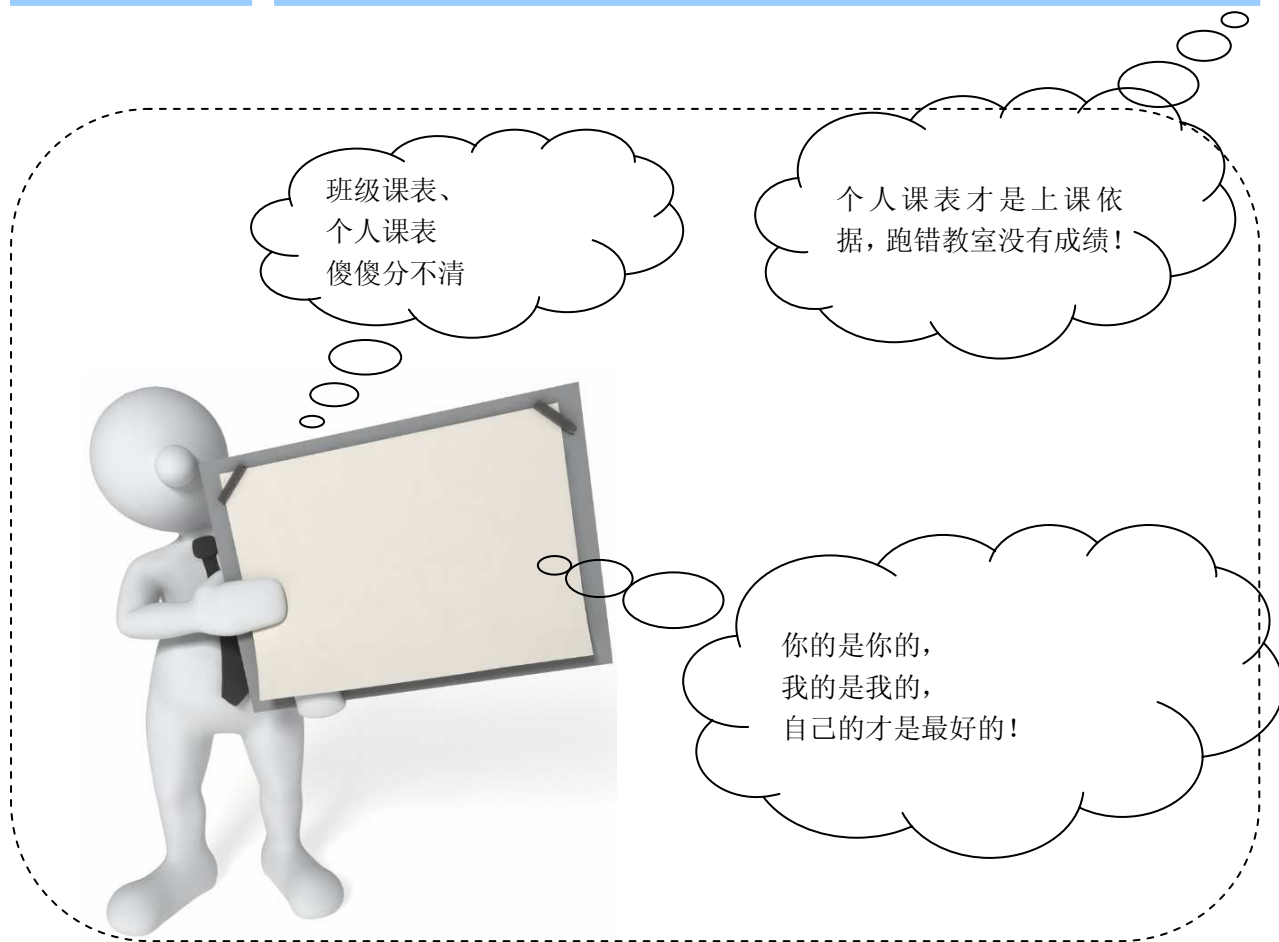 班级课表、
个人课表
傻傻分不清
个人课表才是上课依
据，跑错教室没有成绩！
你的是你的，
我的是我的，
自己的才是最好的！